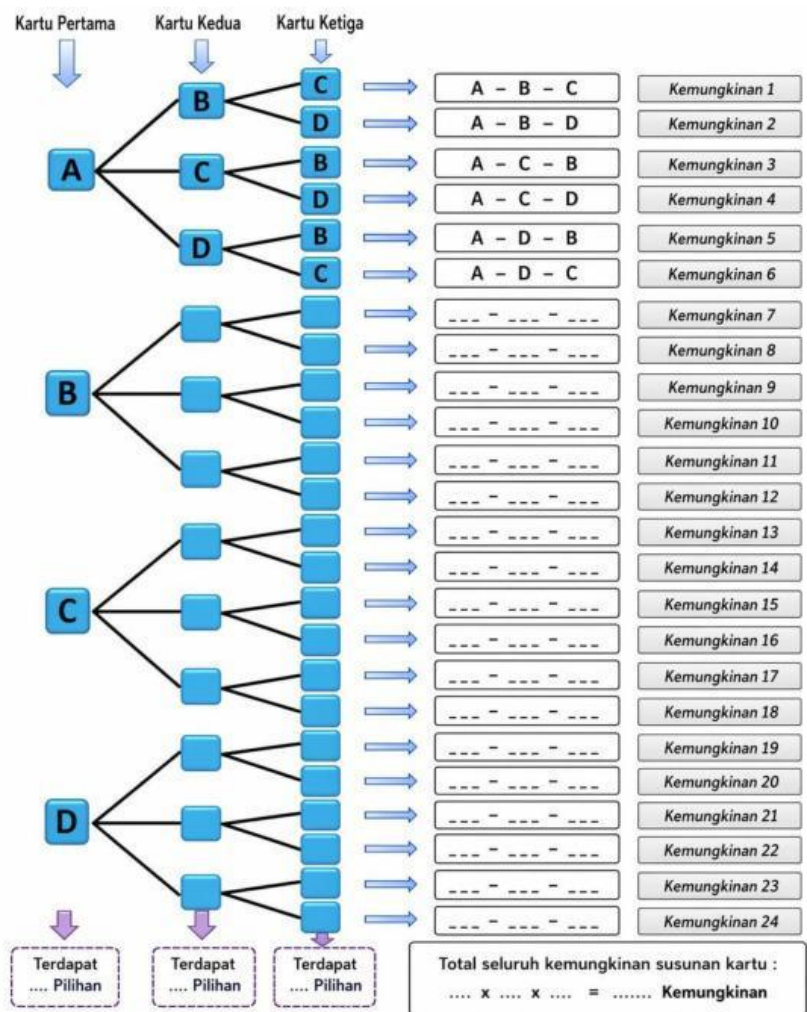 Kartu Pertama Kartu Kedua Kartu Ketiga
C A – B – C Kemungkinan 1
B
D A – B – D Kemungkinan 2
B A – C – B Kemungkinan 3
A C
D A – C – D Kemungkinan 4
B A – D – B Kemungkinan 5
D
C A – D – C Kemungkinan 6
___ – ___ – ___ Kemungkinan 7
___ – ___ – ___ Kemungkinan 8
___ – ___ – ___ Kemungkinan 9
B
___ – ___ – ___ Kemungkinan 10
___ – ___ – ___ Kemungkinan 11
___ – ___ – ___ Kemungkinan 12
___ – ___ – ___ Kemungkinan 13
___ – ___ – ___ Kemungkinan 14
___ – ___ – ___ Kemungkinan 15
C
___ – ___ – ___ Kemungkinan 16
___ – ___ – ___ Kemungkinan 17
___ – ___ – ___ Kemungkinan 18
___ – ___ – ___ Kemungkinan 19
___ – ___ – ___ Kemungkinan 20
___ – ___ – ___ Kemungkinan 21
D
___ – ___ – ___ Kemungkinan 22
___ – ___ – ___ Kemungkinan 23
___ – ___ – ___ Kemungkinan 24
Terdapat
.... Pilihan
Terdapat
.... Pilihan
Terdapat
.... Pilihan
Total seluruh kemungkinan susunan kartu :
.... x .... x .... = ....... Kemungkinan